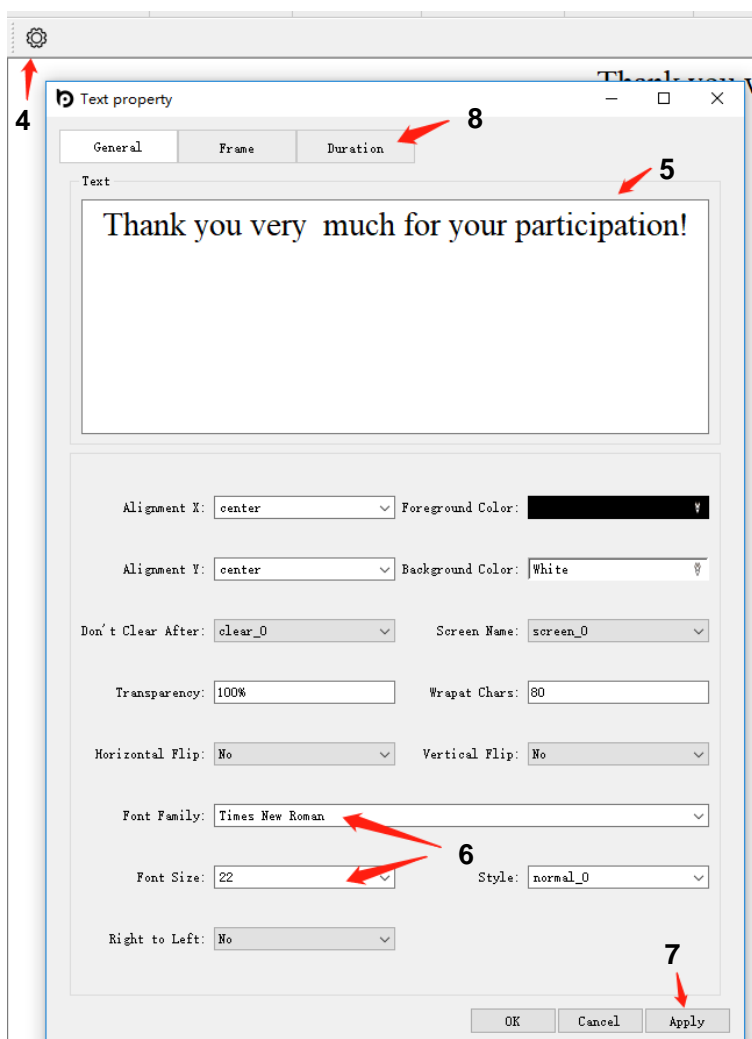 Thank you v
4
Text property
8
General Frame Duration
Text
5
Thank you very  much for your participation!
Alignment X: center Foreground Color:
Alignment Y: center Background Color: White
Don't Clear After: clear_0 Screen Name: screen_0
Transparency: 100% Wrapat Chars: 80
Horizontal Flip: No Vertical Flip: No
Font Family: Times New Roman
6
Font Size: 22 Style: normal_0
Right to Left: No
7
OK Cancel Apply